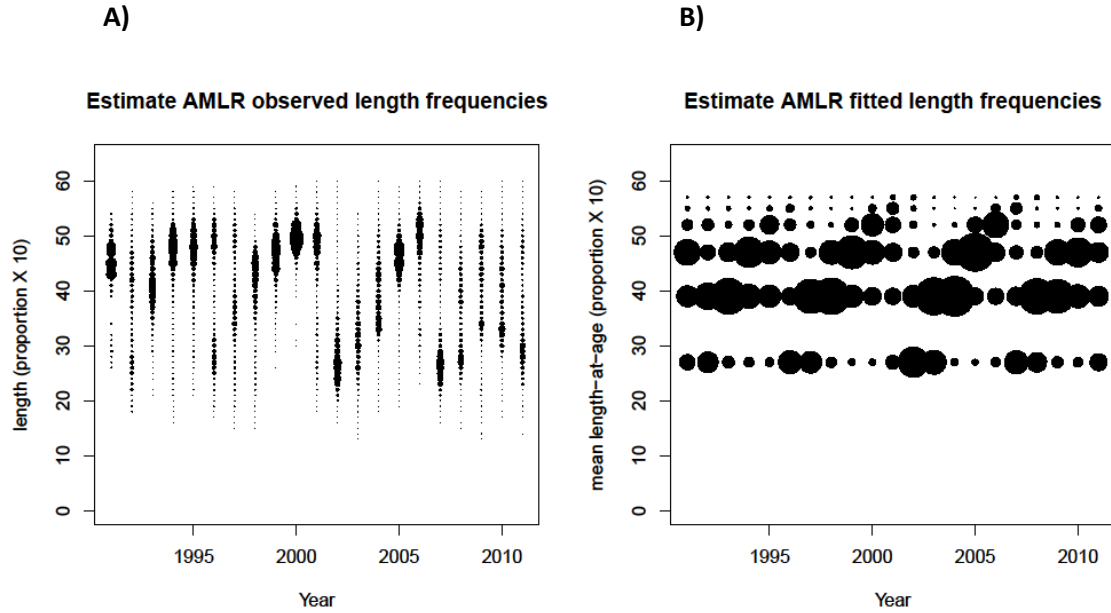 A)
Estimate AMLR observed length frequencies
length (proportion X 10)
60
50
40
30
20
10
0
1995 2000 2005 2010
Year
B)
Estimate AMLR fitted length frequencies
mean length−at−age (proportion X 10)
60
50
40
30
20
10
0
1995 2000 2005 2010
Year